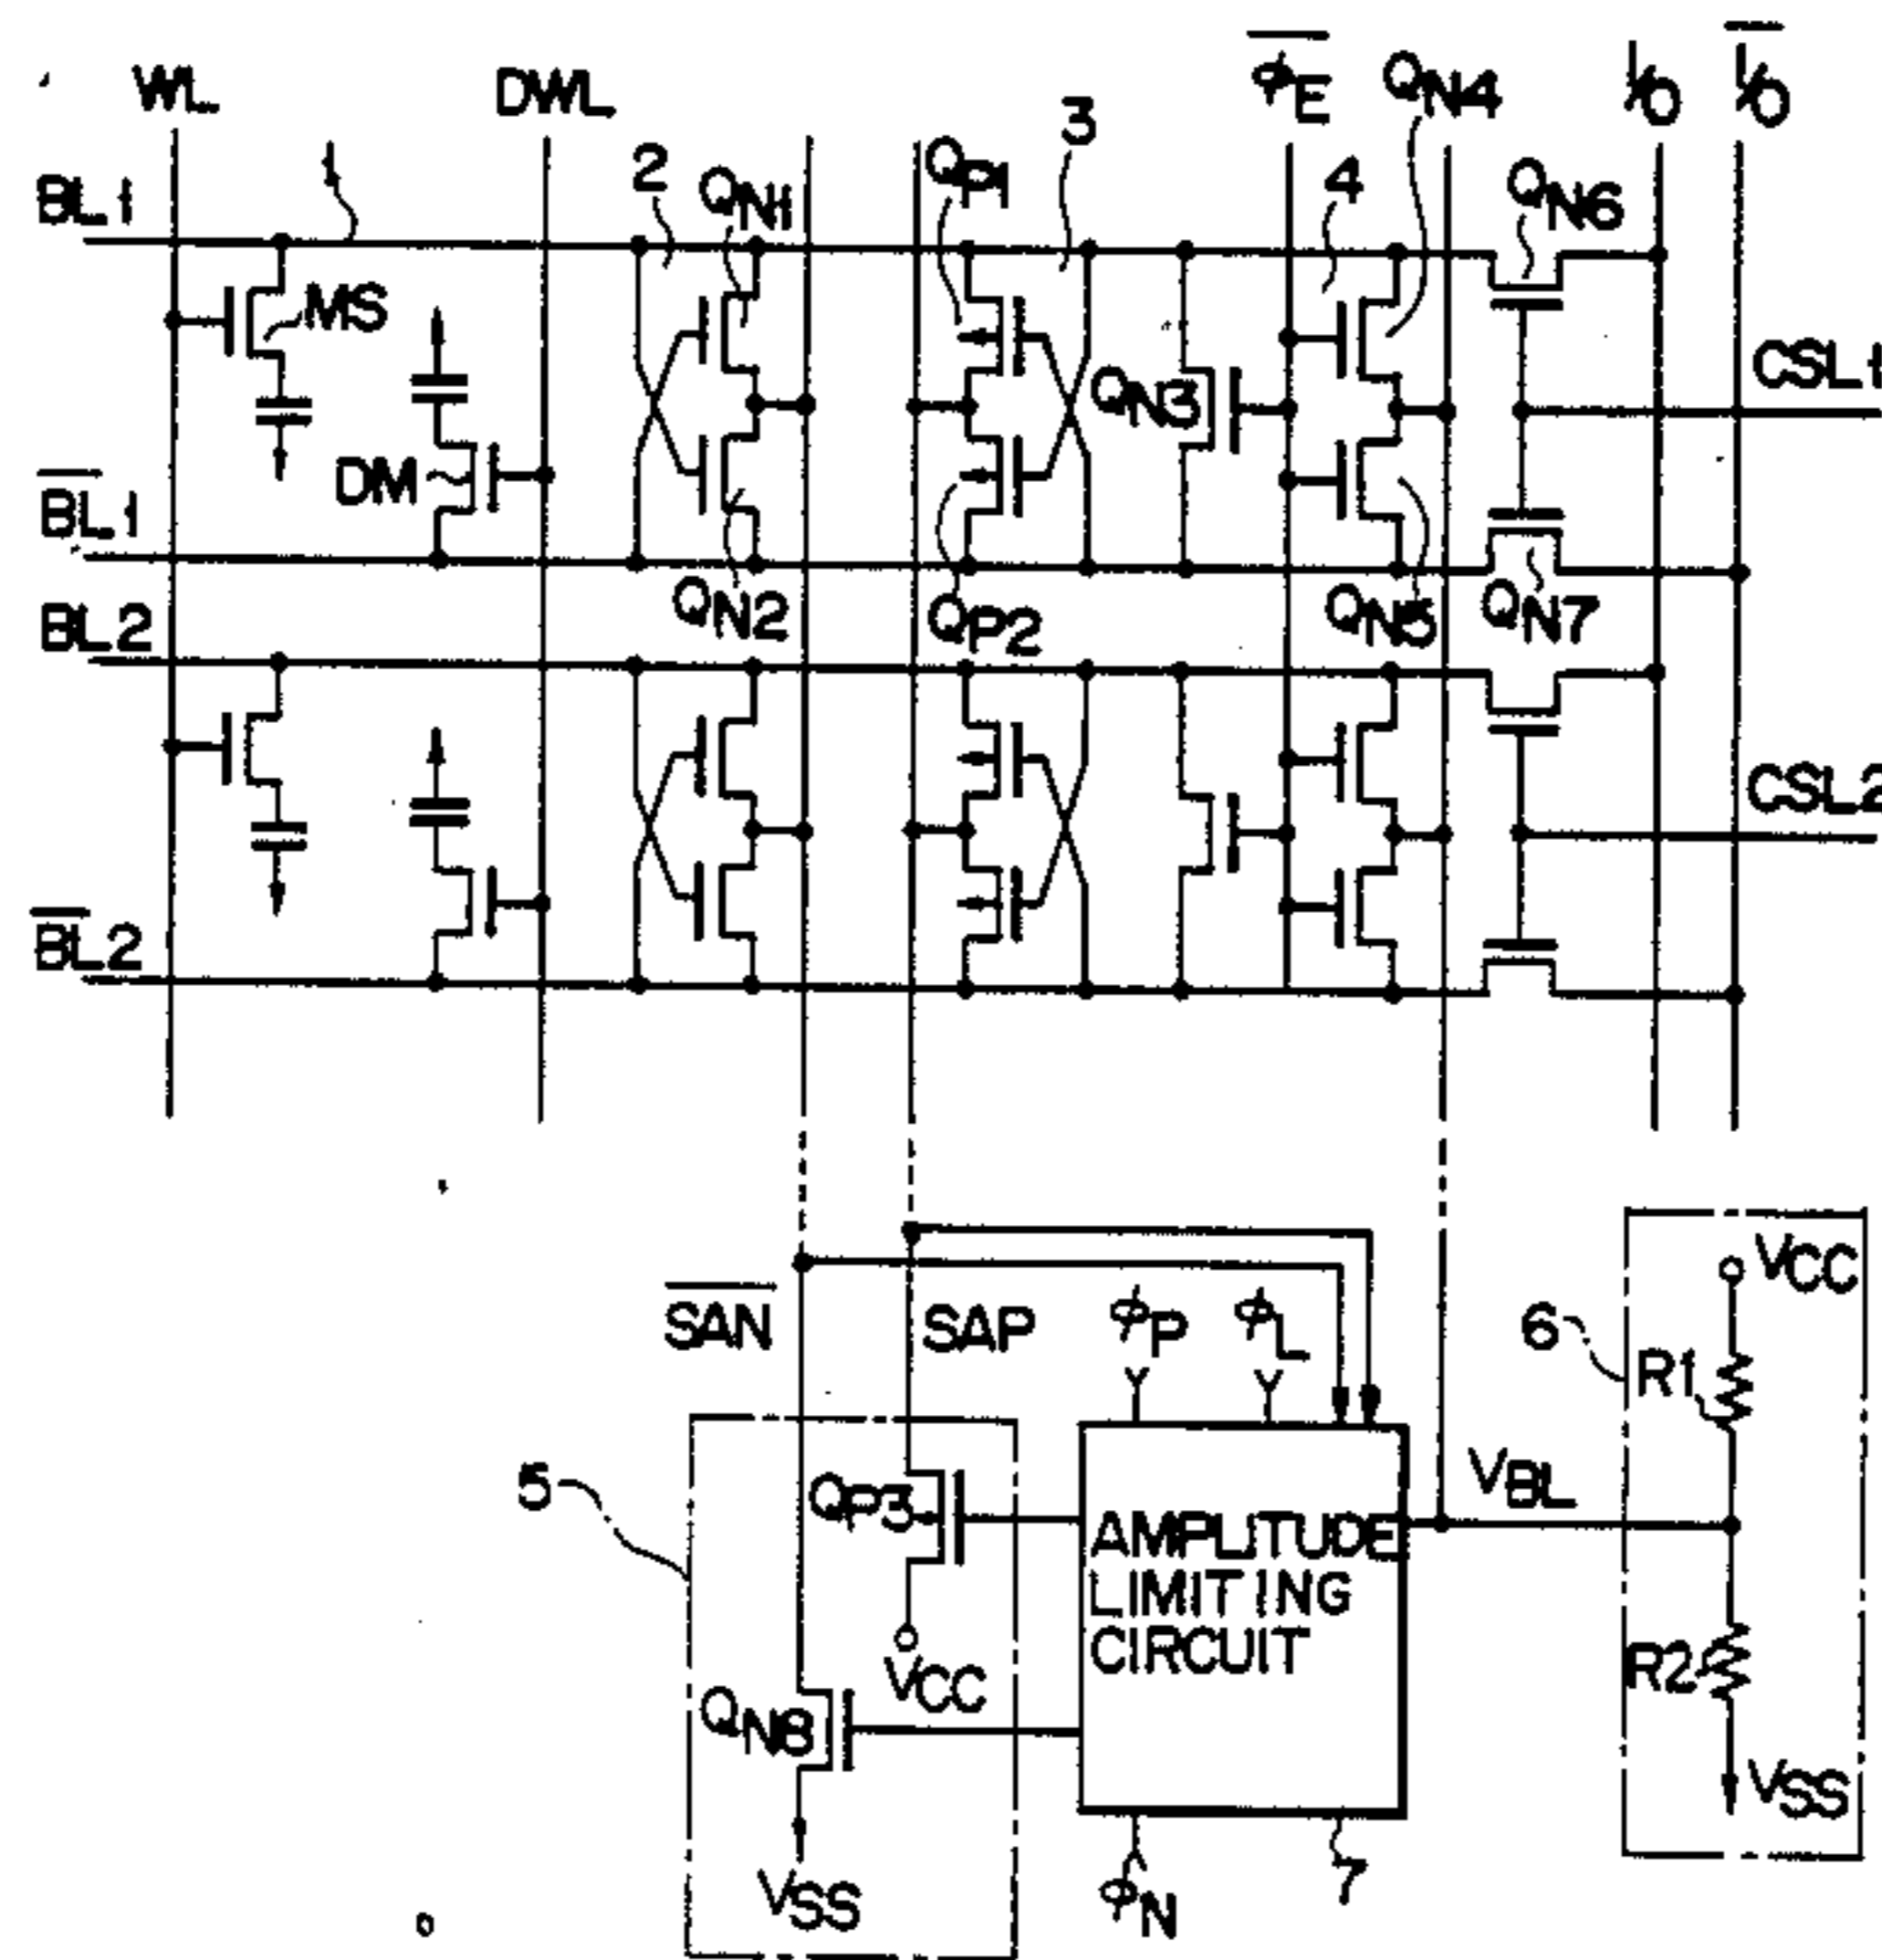 WL
DWL
φE
QN4
I/O
I/O
BL1
1
2
QN1
QP1
3
4
QN6
MS
CSL1
QN3
DM
BL1
QN2
QP2
QN5
QN7
BL2
CSL2
BL2
SAN
SAP
φP
φL
6
VCC
R1
5
QP3
VBL
AMPLITUDE
LIMITING
CIRCUIT
VCC
R2
QN8
VSS
VSS
φN
7